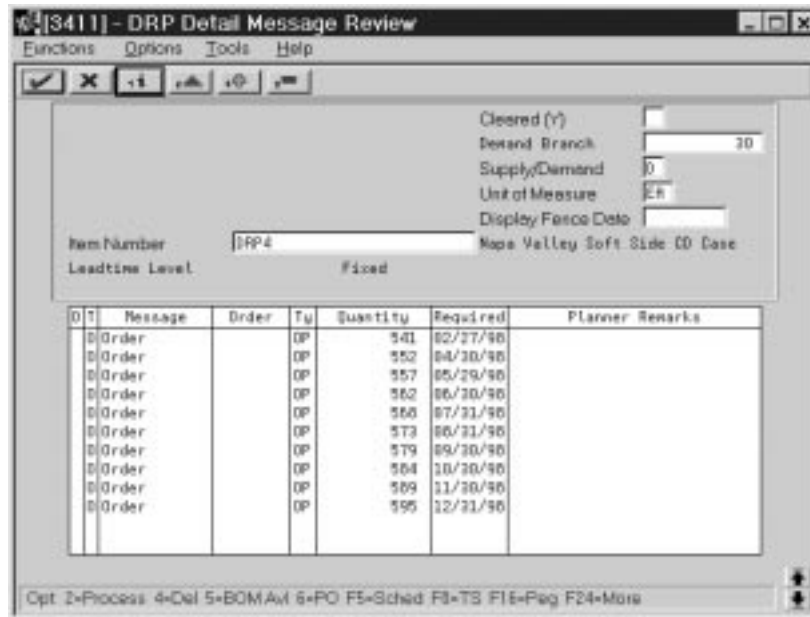 [3411] - DRP Detail Message Review
Functions Options Tools Help
Cleared (Y)
Demand Branch 30
Supply/Demand D
Unit of Measure EA
Display Fence Date
Item Number DRP4 Napa Valley Soft Side CD Case
Leadtime Level Fixed
O T Message Order Ty Quantity Required Planner Remarks
D Order OP 541 02/27/98
D Order OP 552 04/30/98
D Order OP 557 05/29/98
D Order OP 562 06/30/98
D Order OP 568 07/31/98
D Order OP 573 08/31/98
D Order OP 579 09/30/98
D Order OP 584 10/30/98
D Order OP 589 11/30/98
D Order OP 595 12/31/98
Opt: 2=Process 4=Del 5=BOM Avl 6=PO F5=Sched F8=TS F16=Peg F24=More